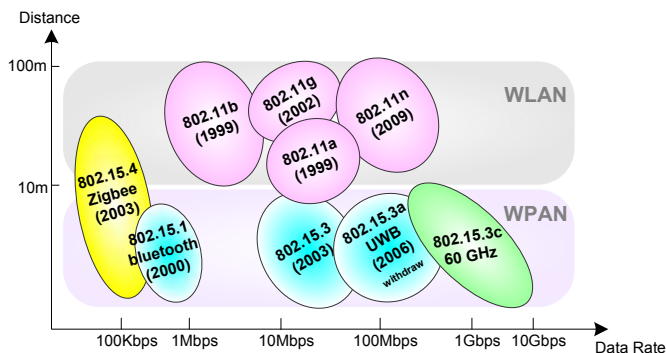 Distance
100m
10m
WLAN
WPAN
802.11b
(1999)
802.11g
(2002)
802.11n
(2009)
802.11a
(1999)
802.15.4
Zigbee
(2003)
802.15.1
bluetooth
(2000)
802.15.3
(2003)
802.15.3a
UWB
(2006)
withdraw
802.15.3c
60 GHz
100Kbps
1Mbps
10Mbps
100Mbps
1Gbps
10Gbps
Data Rate